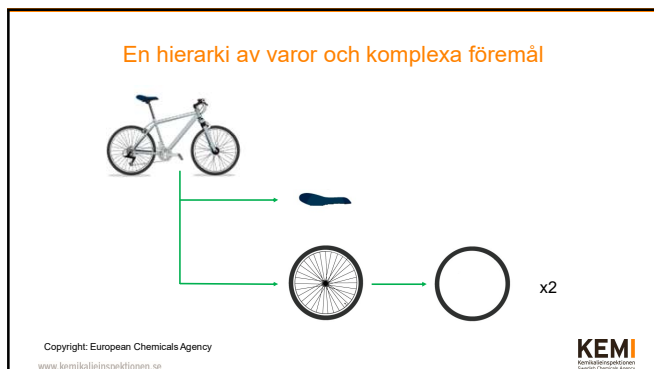 En hierarki av varor och komplexa föremål
x2
Copyright: European Chemicals Agency
www.kemikalieinspektionen.se
KEMI
Kemikalieinspektionen
Swedish Chemicals Agency